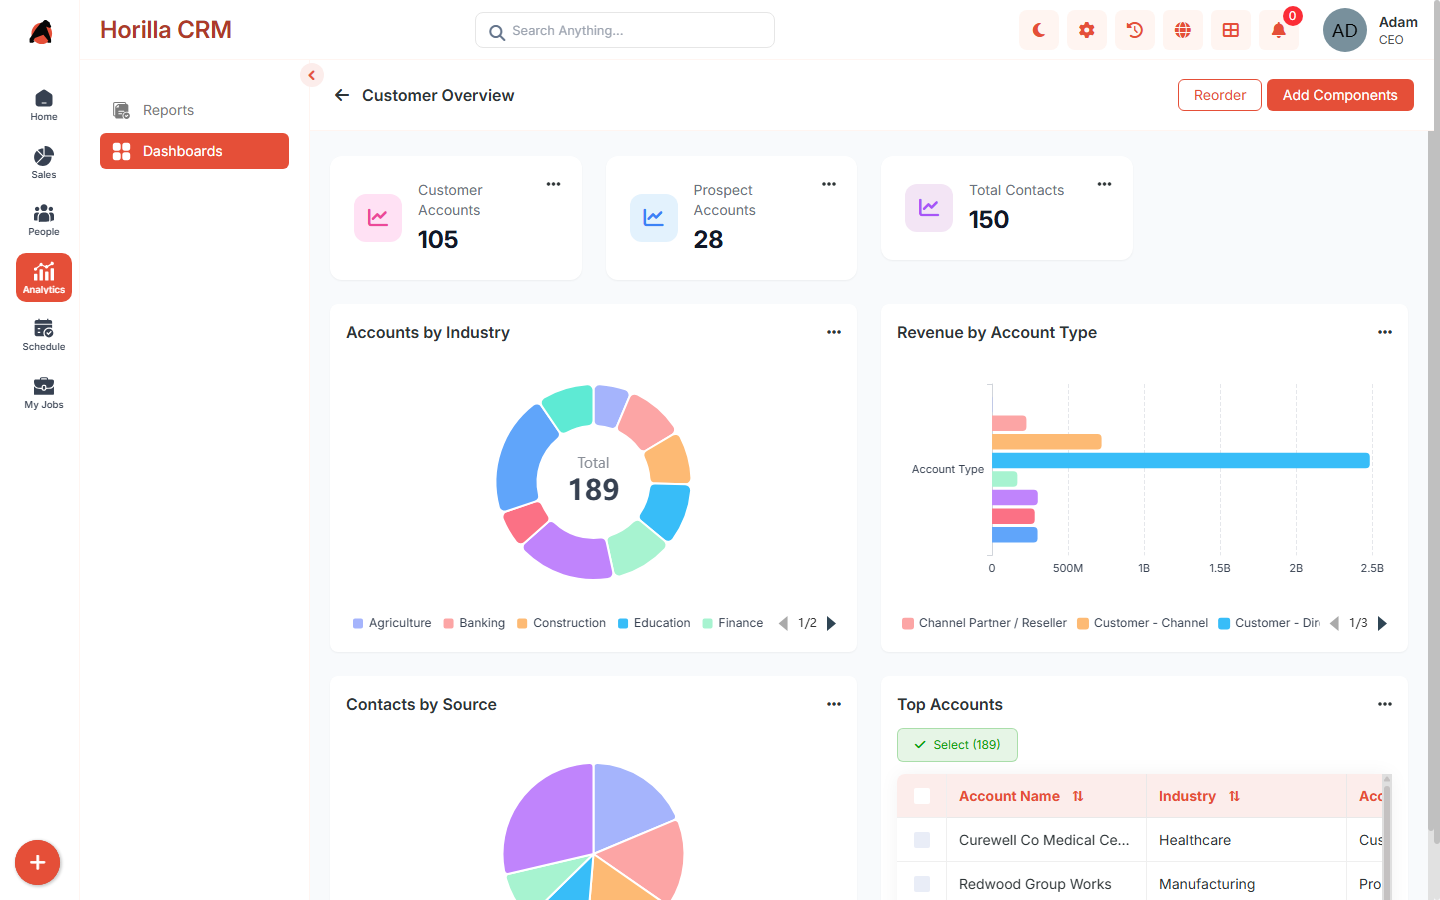 Horilla CRM
Search Anything...
0
AD
Adam
CEO
Home
Sales
People
Analytics
Schedule
My Jobs
Reports
Dashboards
Customer Overview
Reorder
Add Components
Customer
Accounts
105
Prospect
Accounts
28
Total Contacts
150
Accounts by Industry
Total
189
Agriculture
Banking
Construction
Education
Finance
1/2
Revenue by Account Type
Account Type
0
500M
1B
1.5B
2B
2.5B
Channel Partner / Reseller
Customer - Channel
Customer - Dir
1/3
Contacts by Source
Top Accounts
Select (189)
Account Name
Industry
Acc
Curewell Co Medical Ce...
Healthcare
Cus
Redwood Group Works
Manufacturing
Pro